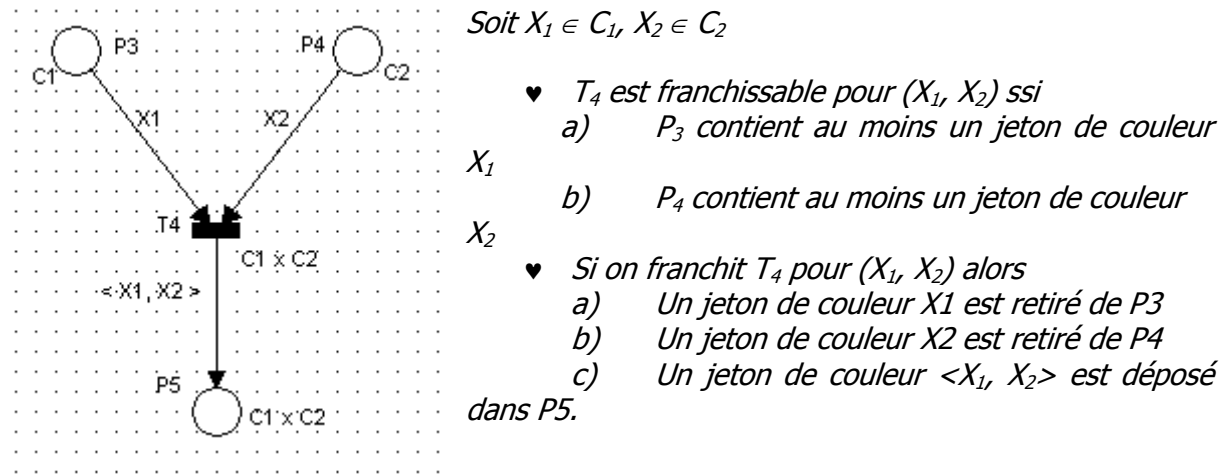 P3
P4
C1
C2
X1
X2
T4
C1 x C2
< X1, X2 >
P5
C1 x C2
Soit X1 ∈ C1, X2 ∈ C2
♥ T4 est franchissable pour (X1, X2) ssi
a) P3 contient au moins un jeton de couleur
X1
b) P4 contient au moins un jeton de couleur
X2
♥ Si on franchit T4 pour (X1, X2) alors
a) Un jeton de couleur X1 est retiré de P3
b) Un jeton de couleur X2 est retiré de P4
c) Un jeton de couleur <X1, X2> est déposé
dans P5.